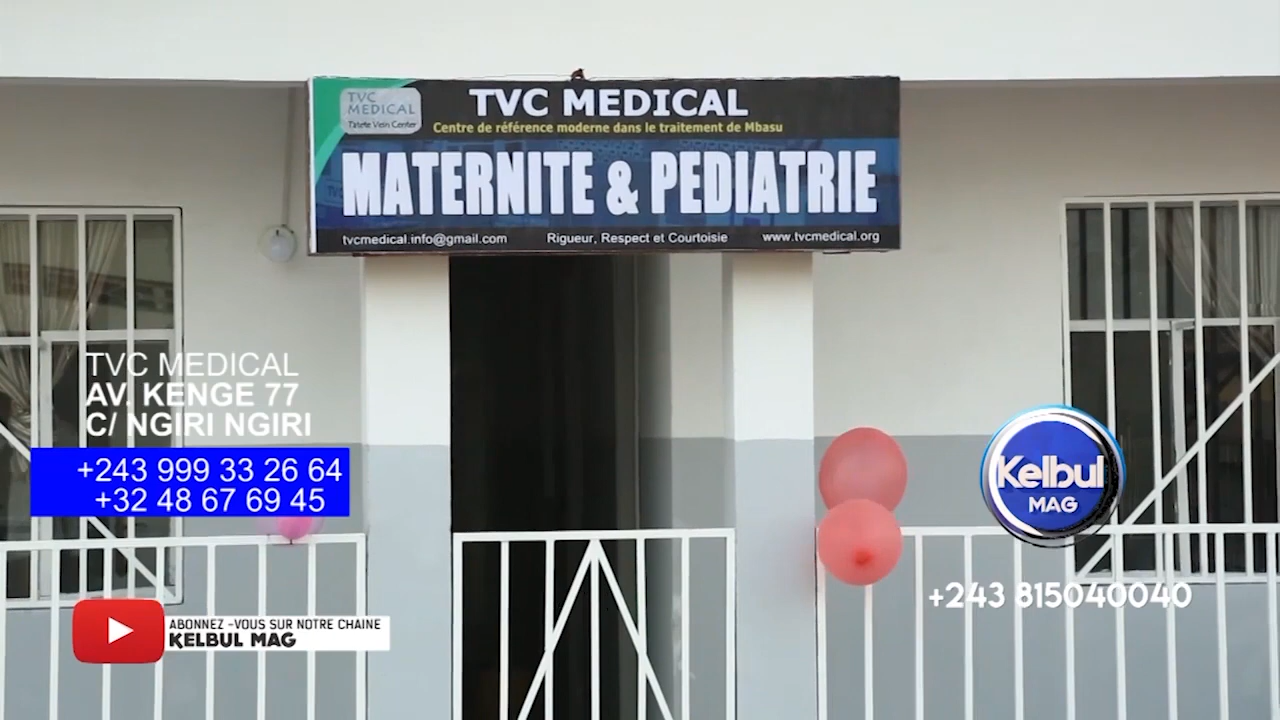 TVC
MEDICAL
Tirlete Vein Center
TVC MEDICAL
Centre de référence moderne dans le traitement de Mbasu
MATERNITE & PEDIATRIE
tvcmedical.info@gmail.com Rigueur, Respect et Courtoisie www.tvcmedical.org
TVC MEDICAL
AV. KENGE 77
C/ NGIRI NGIRI
+243 999 33 26 64
+32 48 67 69 45
Kelbul
MAG
+243 815040040
ABONNEZ -VOUS SUR NOTRE CHAINE
KELBUL MAG